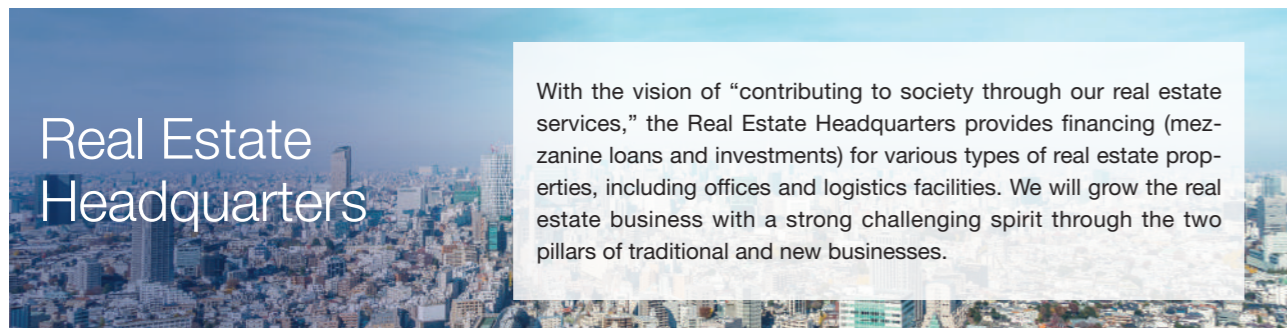 Real Estate
Headquarters
With the vision of “contributing to society through our real estate
services,” the Real Estate Headquarters provides financing (mez-
zanine loans and investments) for various types of real estate prop-
erties, including offices and logistics facilities. We will grow the real
estate business with a strong challenging spirit through the two
pillars of traditional and new businesses.